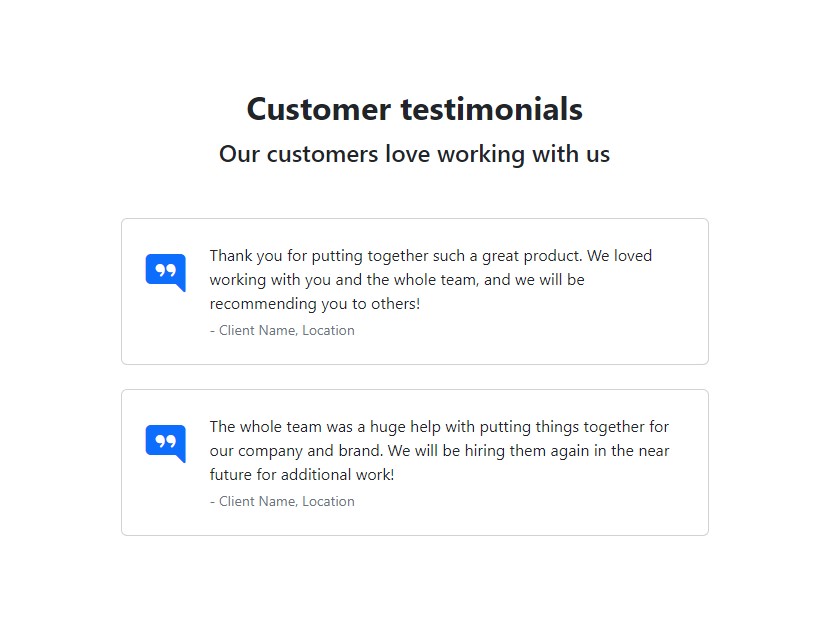 Customer testimonials
Our customers love working with us
Thank you for putting together such a great product. We loved
working with you and the whole team, and we will be
recommending you to others!
- Client Name, Location
The whole team was a huge help with putting things together for
our company and brand. We will be hiring them again in the near
future for additional work!
- Client Name, Location